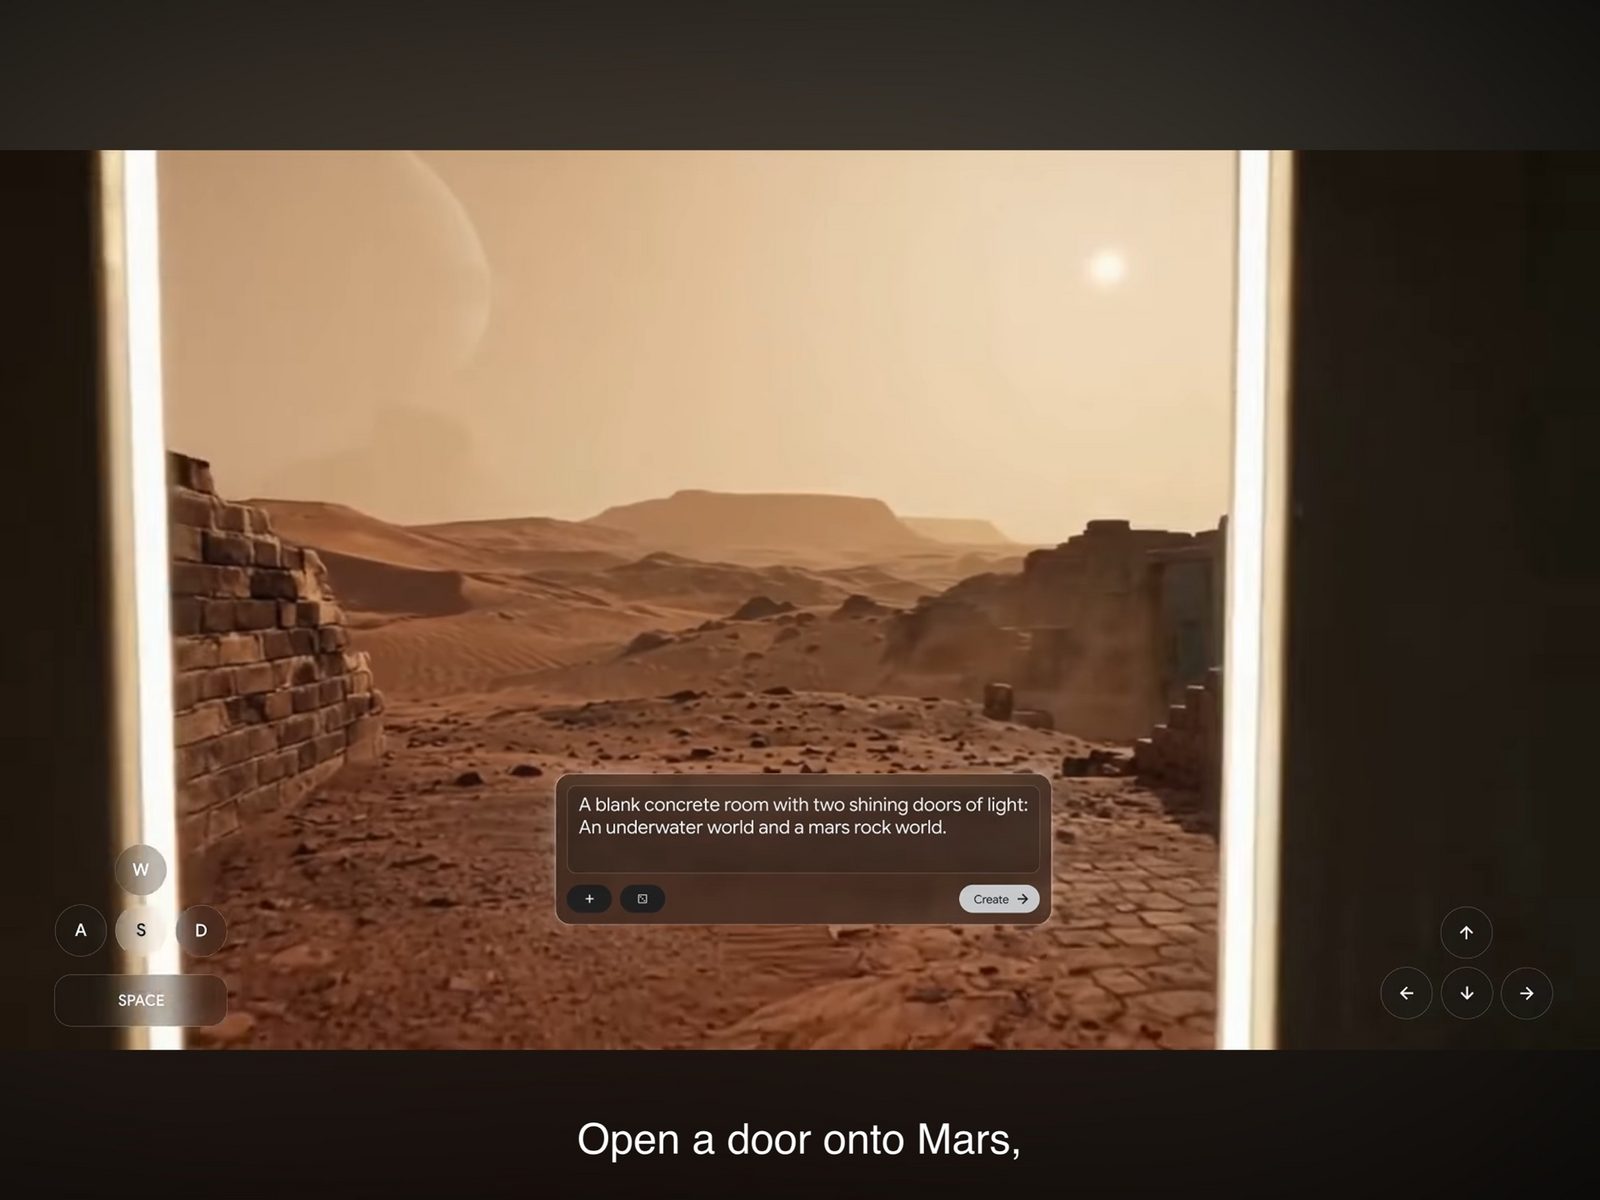 A blank concrete room with two shining doors of light:
An underwater world and a mars rock world.
Create
W
A S D
SPACE
Open a door onto Mars,